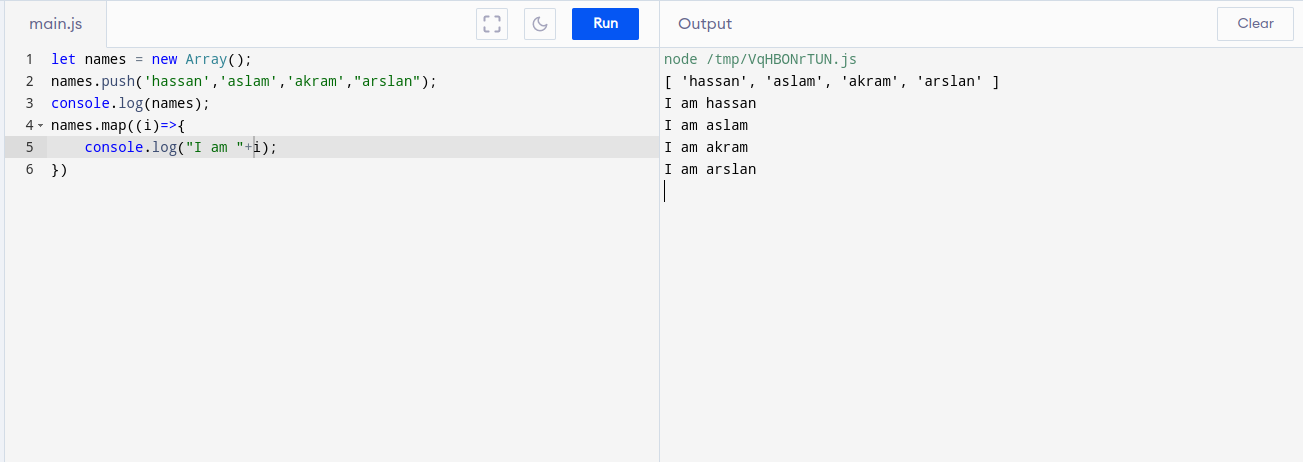 main.js
Run
Output
Clear
1 let names = new Array();
2 names.push('hassan','aslam','akram',"arslan");
3 console.log(names);
4 names.map((i)=>{
5     console.log("I am "+i);
6 })
node /tmp/VqHBONrTUN.js
[ 'hassan', 'aslam', 'akram', 'arslan' ]
I am hassan
I am aslam
I am akram
I am arslan